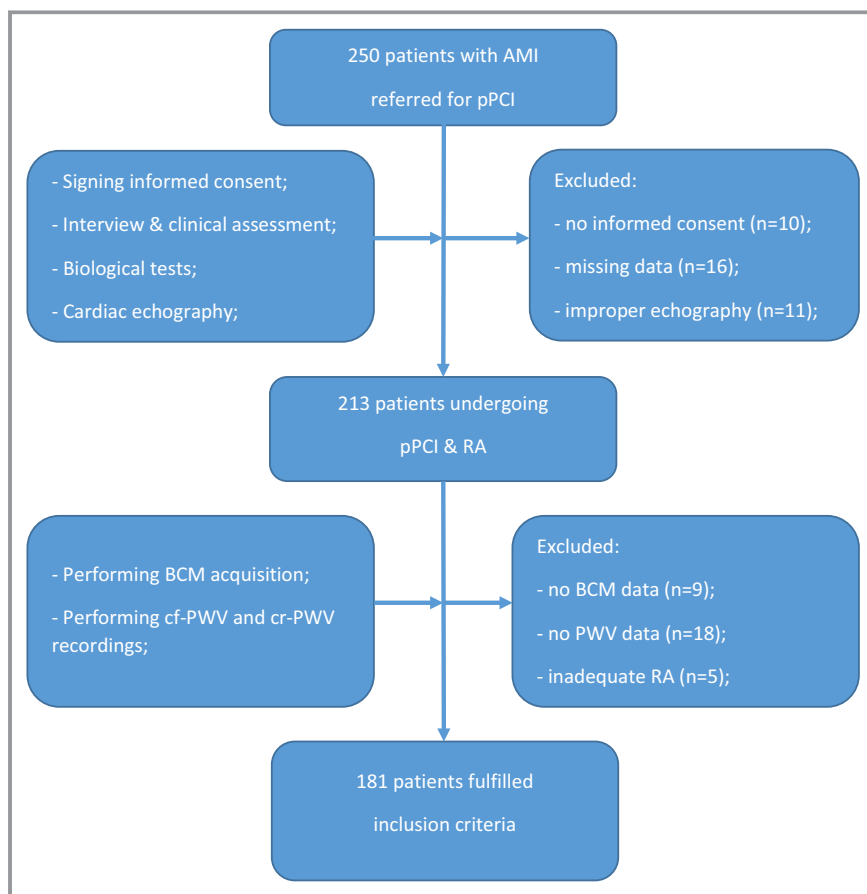 250 patients with AMI
referred for pPCI
- Signing informed consent;
- Interview & clinical assessment;
- Biological tests;
- Cardiac echography;
Excluded:
- no informed consent (n=10);
- missing data (n=16);
- improper echography (n=11);
213 patients undergoing
pPCI & RA
- Performing BCM acquisition;
- Performing cf-PWV and cr-PWV
recordings;
Excluded:
- no BCM data (n=9);
- no PWV data (n=18);
- inadequate RA (n=5);
181 patients fulfilled
inclusion criteria